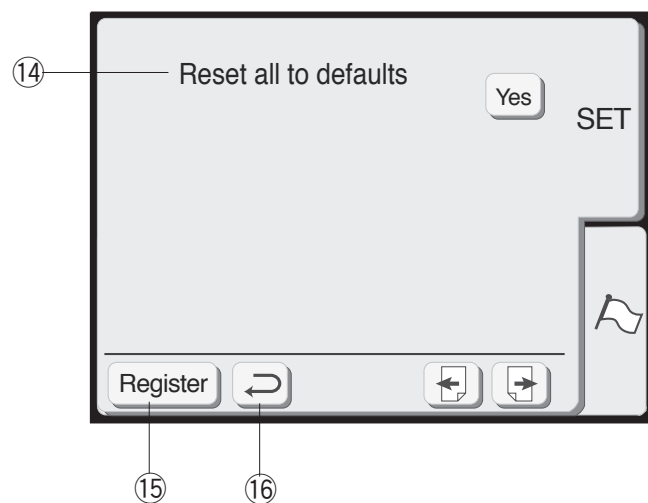 ⑭ Reset all to defaults
Yes
SET
Register
⑮ ⑯